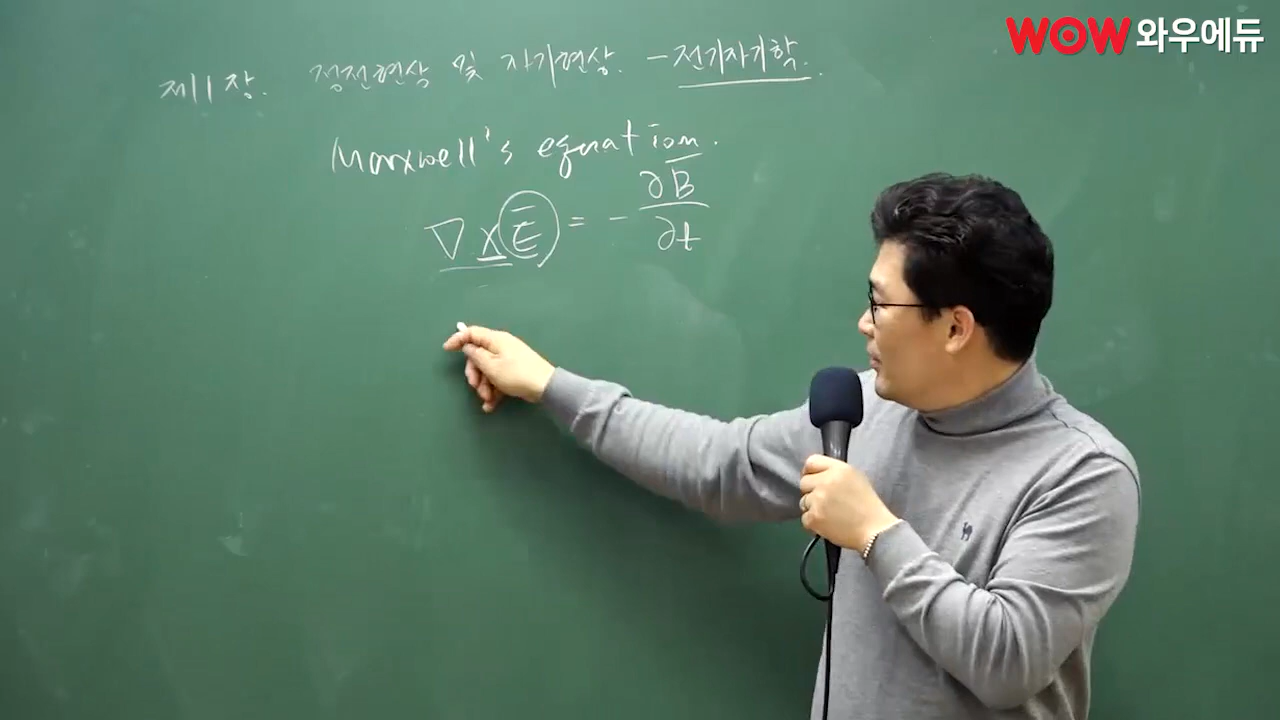 WOW 와우에듀
제1장. 정전현상 및 자기현상. - 전기자기학.
Maxwell's equation.
∇ × E̅ = - ∂B̅/∂t